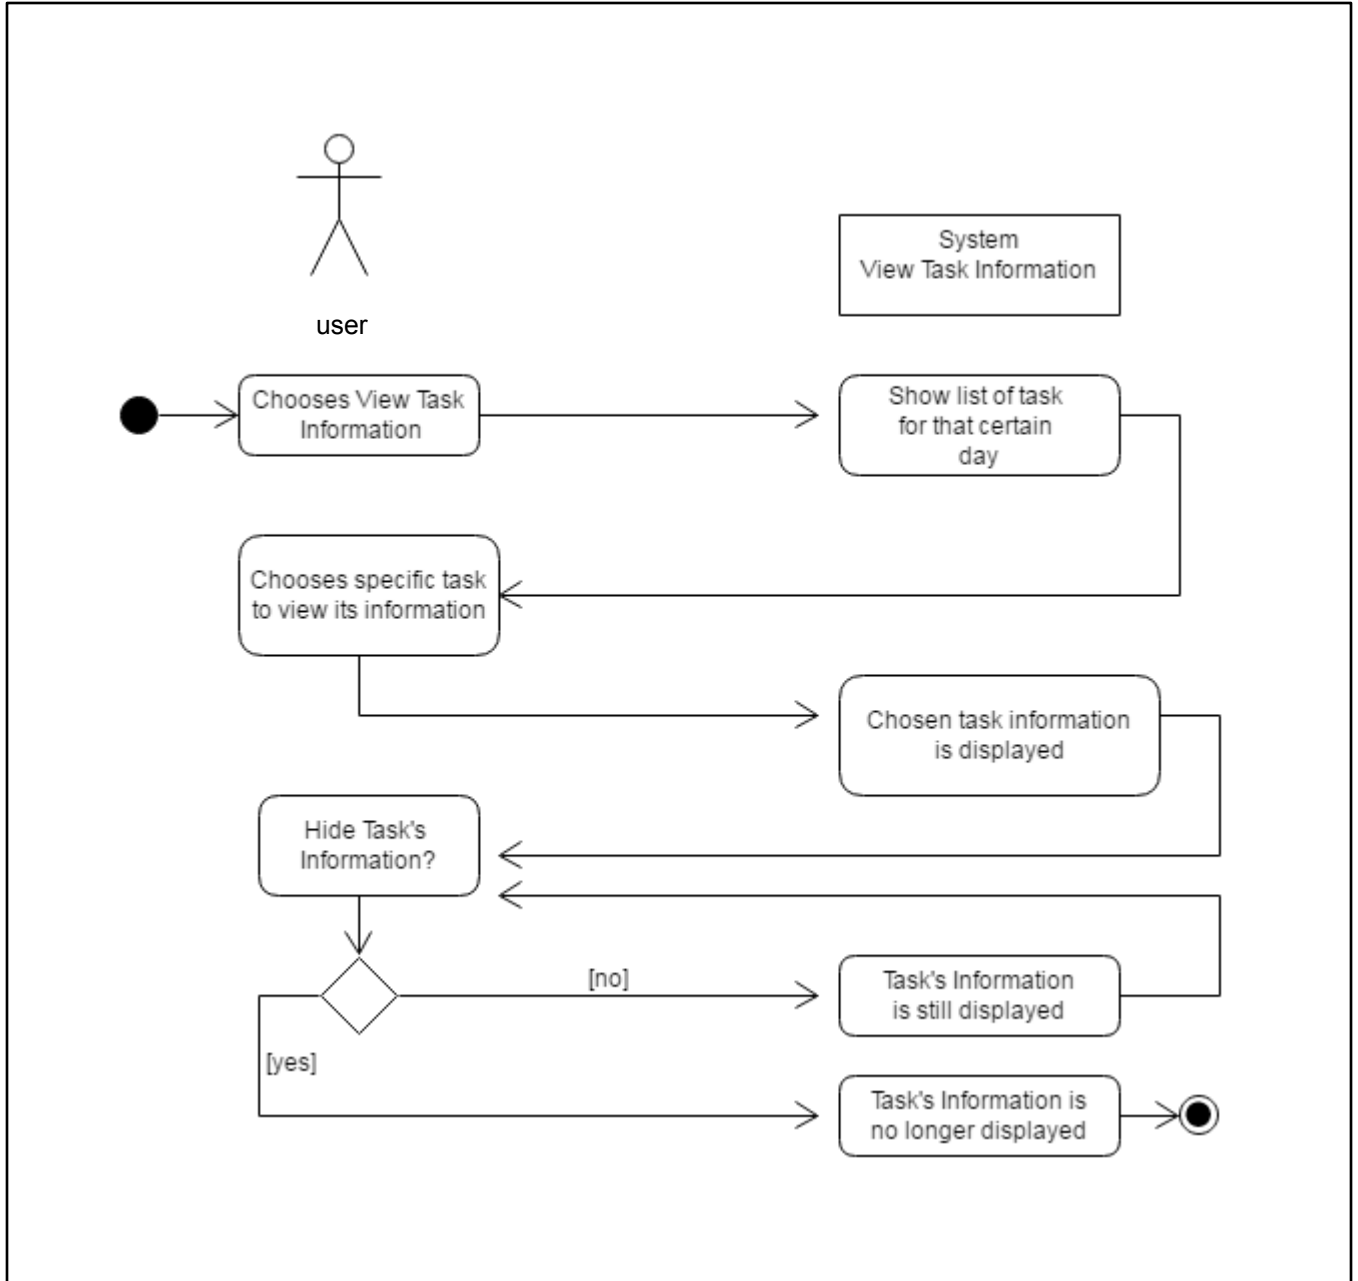 user
System
View Task Information
Chooses View Task
Information
Show list of task
for that certain
day
Chooses specific task
to view its information
Chosen task information
is displayed
Hide Task's
Information?
[no]
Task's Information
is still displayed
[yes]
Task's Information is
no longer displayed